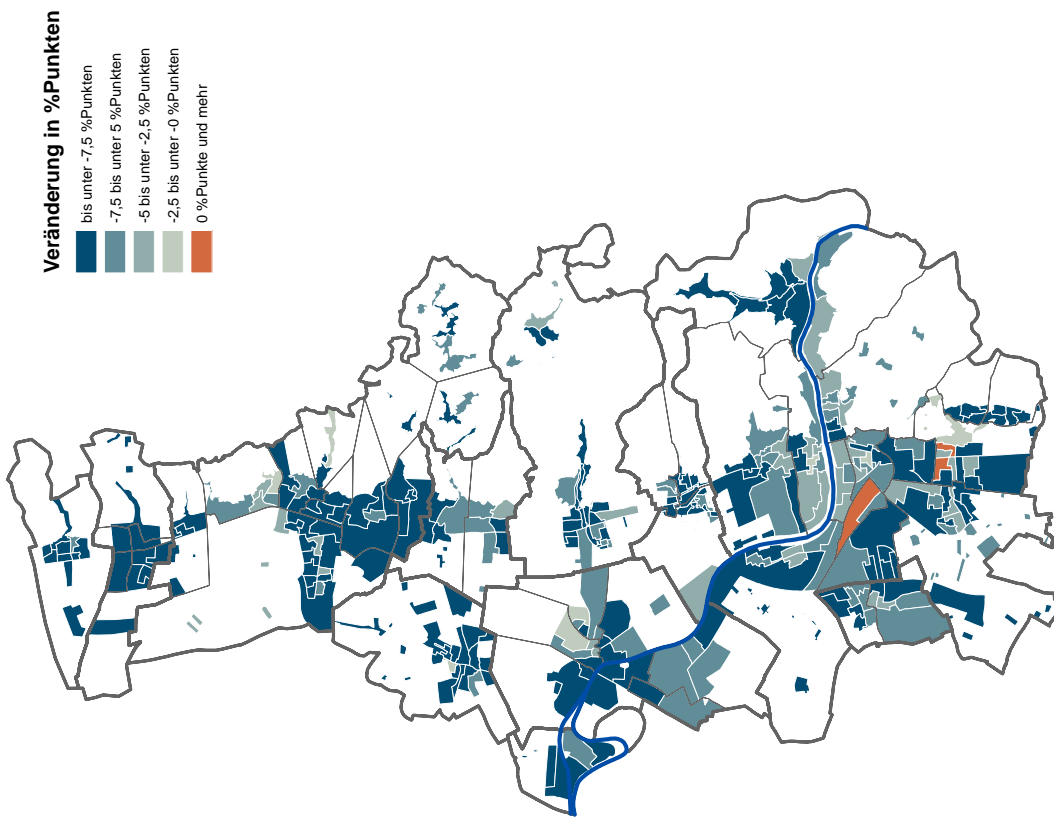 Veränderung in %Punkten
bis unter -7,5 %Punkten
-7,5 bis unter 5 %Punkten
-5 bis unter -2,5 %Punkten
-2,5 bis unter -0 %Punkten
0 %Punkte und mehr